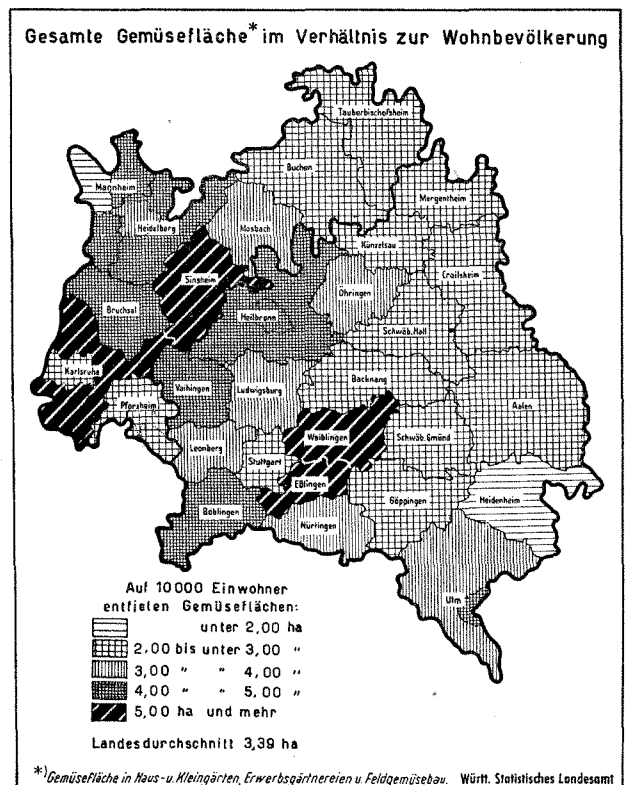 Gesamte Gemüsefläche* im Verhältnis zur Wohnbevölkerung
Tauberbischofsheim
Buchen
Mannheim
Mergentheim
Heidelberg
Mosbach
Künzelsau
Crailsheim
Sinsheim
Öhringen
Bruchsal
Heilbronn
Schwäb. Hall
Karlsruhe
Vaihingen
Ludwigsburg
Backnang
Pforzheim
Aalen
Waiblingen
Schwäb. Gmünd
Leonberg
Stuttgart
Eßlingen
Heidenheim
Göppingen
Böblingen
Nürtingen
Ulm
Auf 10000 Einwohner
entfielen Gemüseflächen:
unter 2,00 ha
2,00 bis unter 3,00 "
3,00 " " 4,00 "
4,00 " " 5,00 "
5,00 ha und mehr
Landesdurchschnitt 3,39 ha
*) Gemüsefläche in Haus- u. Kleingärten, Erwerbsgärtnereien u. Feldgemüsebau. Württ. Statistisches Landesamt